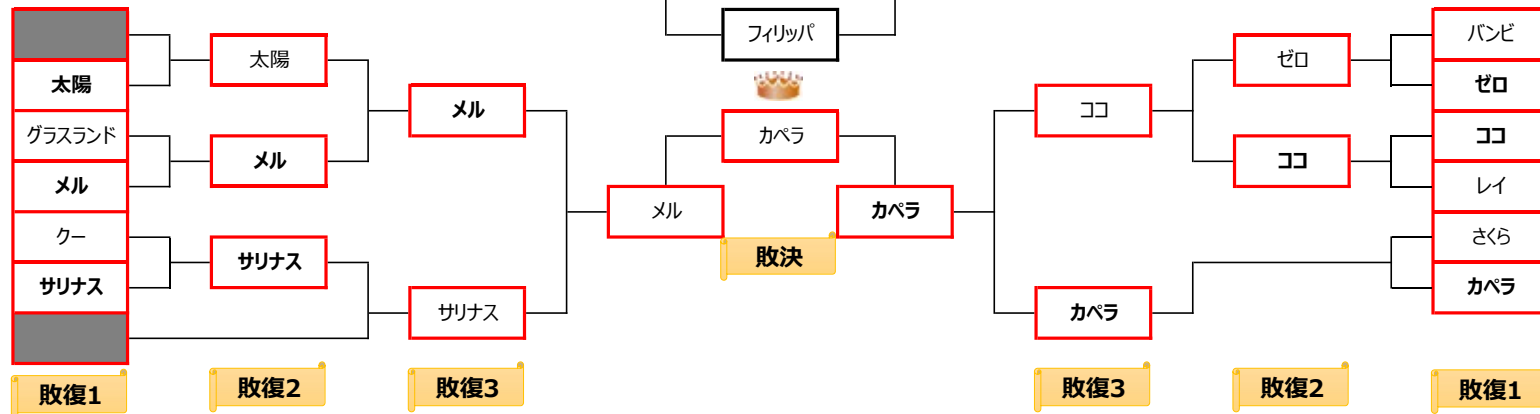 フィリッパ
太陽
グラスランド
メル
クー
サリナス
太陽
メル
サリナス
メル
サリナス
メル
カペラ
カペラ
敗決
ココ
カペラ
ゼロ
ココ
バンビ
ゼロ
ココ
レイ
さくら
カペラ
敗復1
敗復2
敗復3
敗復3
敗復2
敗復1